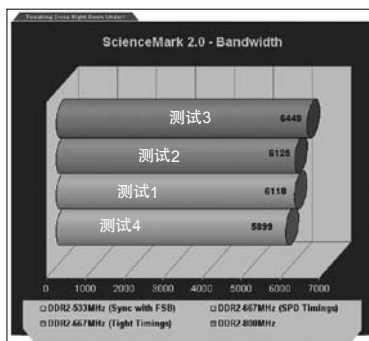 Tweaking Done Right Down Under!
ScienceMark 2.0 - Bandwidth
测试3 6449
测试2 6125
测试1 6118
测试4 5899
0 1000 2000 3000 4000 5000 6000 7000
DDR2-533MHz (Sync with FSB) DDR2-667MHz (SPD Timings)
DDR2-667MHz (Tight Timings) DDR2-800MHz